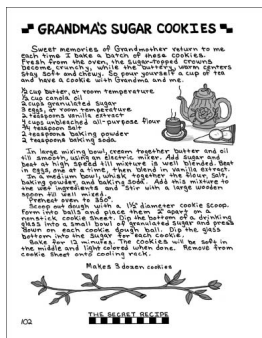 GRANDMA'S SUGAR COOKIES
Sweet memories of Grandmother return to me
each time I bake a batch of these cookies.
Fresh from the oven, the sugar-topped crowns
become crunchy, while the buttery, warm centers
stay soft and chewy. So pour yourself a cup of tea
and have a cookie with Grandma and me.
½ cup butter, at room temperature
½ cup canola oil
2 cups granulated sugar
3 eggs, at room temperature
2 teaspoons vanilla extract
4 cups unbleached all-purpose flour
¾ teaspoon salt
2 teaspoons baking powder
2 teaspoons baking soda.
In large mixing bowl, cream together butter and oil
till smooth, using an electric mixer. Add sugar and
beat at high speed till mixture is well blended. Beat
in eggs, one at a time, then blend in vanilla extract.
In a medium bowl, whisk together the flour, salt,
baking powder, and baking soda. Add this mixture to
the wet ingredients and stir with a large wooden
spoon till well mixed.
Preheat oven to 350°.
Scoop out dough with a 1½" diameter cookie scoop.
Form into balls and place them 2" apart on a
nonstick cookie sheet. Dip the bottom of a drinking
glass into a small bowl of granulated sugar and press
down on each cookie dough ball. Dip the glass
bottom into the sugar for each cookie.
Bake for 12 minutes. The cookies will be soft in
the middle and light colored when done. Remove from
cookie sheet onto cooling rack.
Makes 3 dozen cookies
102
THE SECRET RECIPE